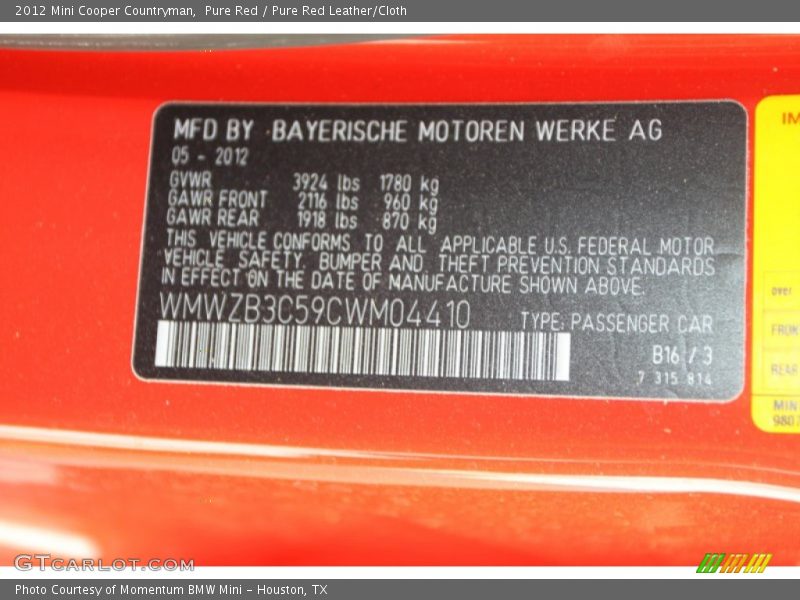 2012 Mini Cooper Countryman,  Pure Red / Pure Red Leather/Cloth
MFD BY BAYERISCHE MOTOREN WERKE AG
05 - 2012
GVWR 3924 lbs 1780 kg
GAWR FRONT 2116 lbs 960 kg
GAWR REAR 1918 lbs 870 kg
THIS VEHICLE CONFORMS TO ALL APPLICABLE U.S. FEDERAL MOTOR
VEHICLE SAFETY, BUMPER AND THEFT PREVENTION STANDARDS
IN EFFECT ON THE DATE OF MANUFACTURE SHOWN ABOVE.
WMWZB3C59CWM04410 TYPE: PASSENGER CAR
B16 / 3
7 315 814
over
REAR
MINI
9807
GTCARLOT.COM
Photo Courtesy of Momentum BMW Mini - Houston, TX